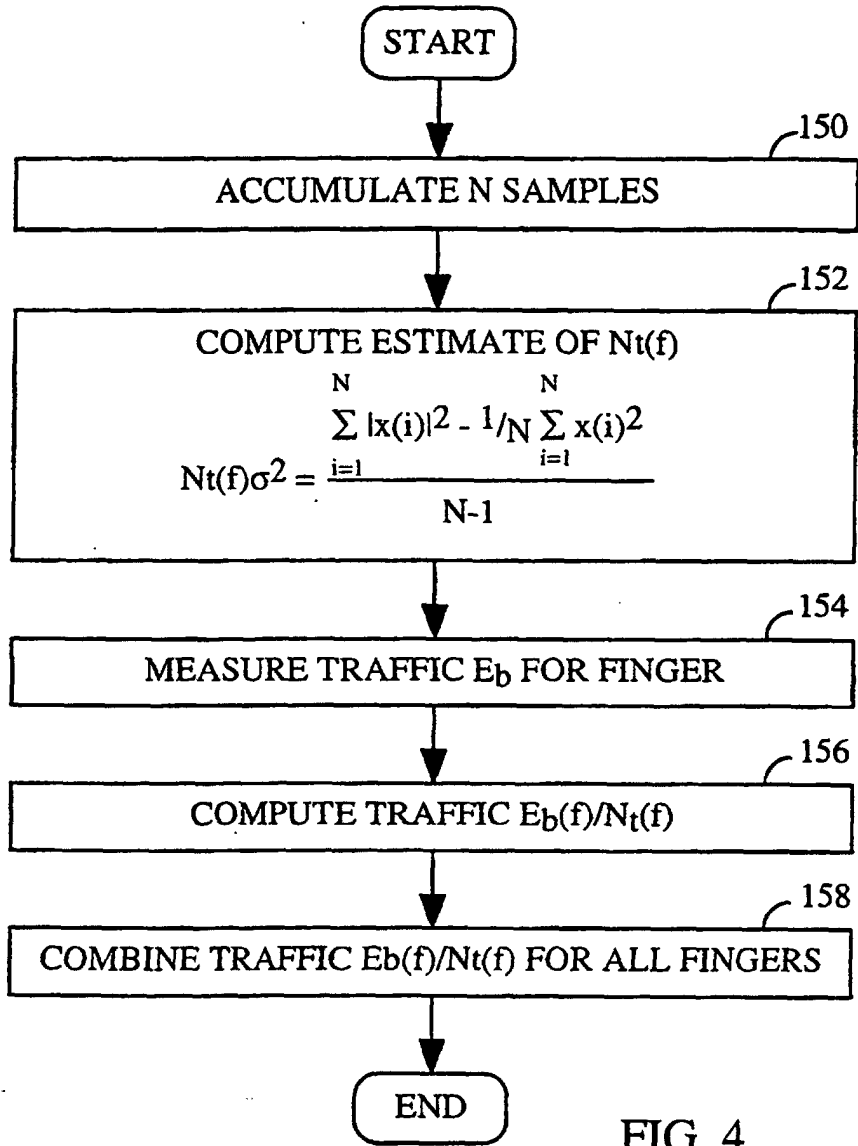 START
150
ACCUMULATE N SAMPLES
152
COMPUTE ESTIMATE OF Nt(f)
N N
∑ |x(i)|² - 1/N ∑ x(i)²
Nt(f)σ² = i=1 i=1
N-1
154
MEASURE TRAFFIC Eb FOR FINGER
156
COMPUTE TRAFFIC Eb(f)/Nt(f)
158
COMBINE TRAFFIC Eb(f)/Nt(f) FOR ALL FINGERS
END
FIG. 4